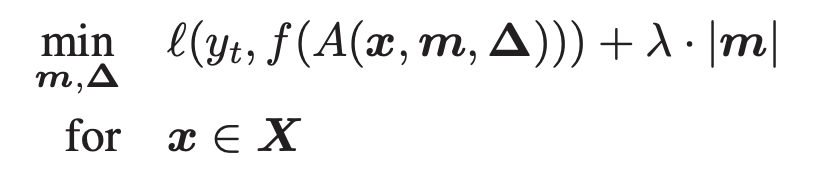 min ℓ(y_t, f(A(𝒙, 𝒎, 𝚫))) + λ · |𝒎|
𝒎,𝚫
for 𝒙 ∈ 𝑿